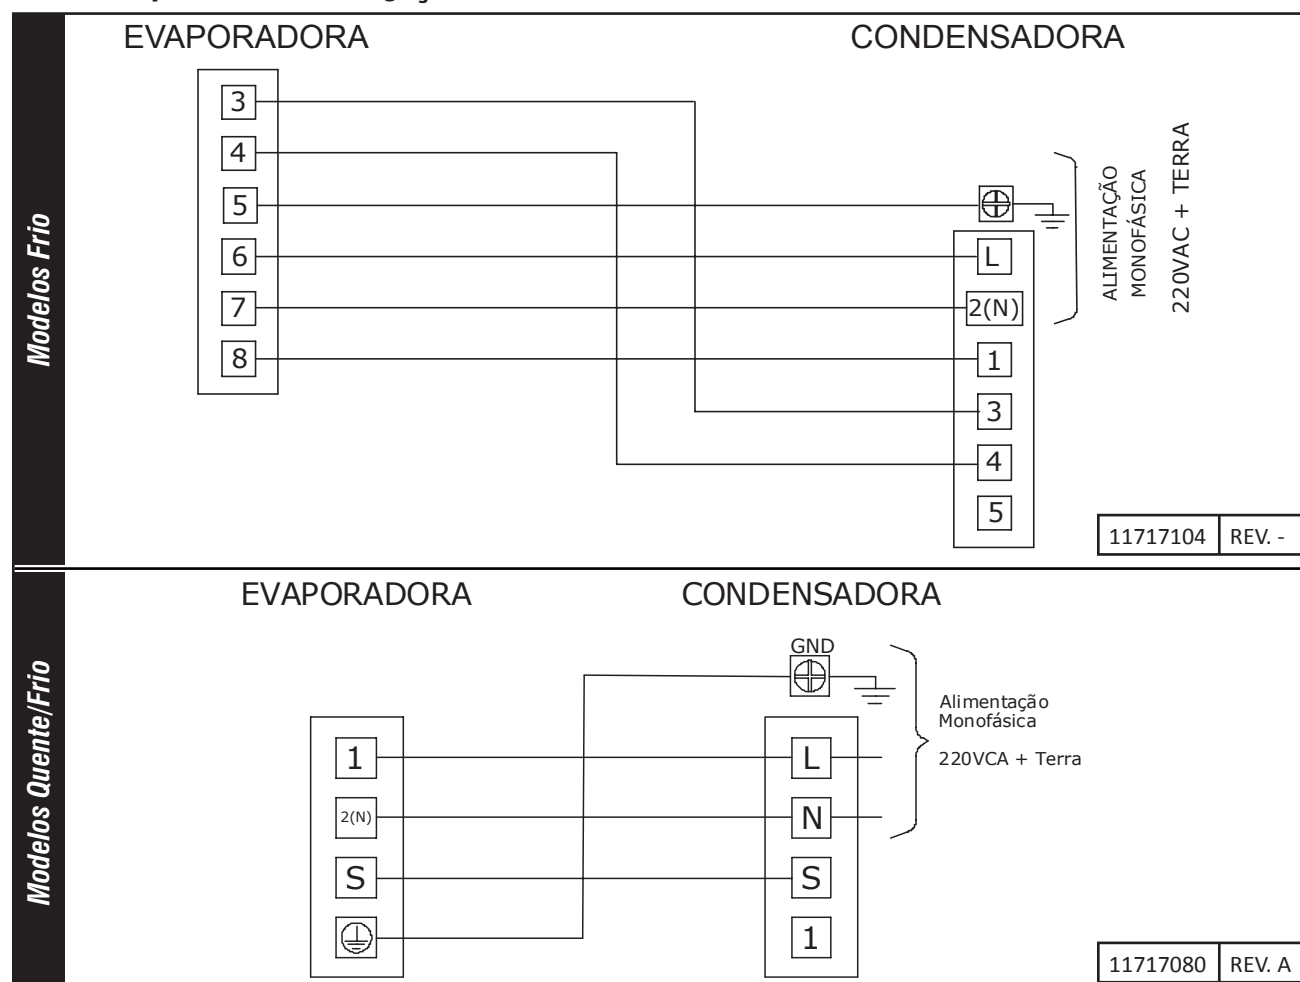 Modelos Frio
EVAPORADORA
CONDENSADORA
3
4
5
6
7
8
L
2(N)
1
3
4
5
ALIMENTAÇÃO
MONOFÁSICA
220VAC + TERRA
11717104 REV. -
Modelos Quente/Frio
EVAPORADORA
CONDENSADORA
1
2(N)
S
GND
L
N
S
1
Alimentação
Monofásica
220VCA + Terra
11717080 REV. A